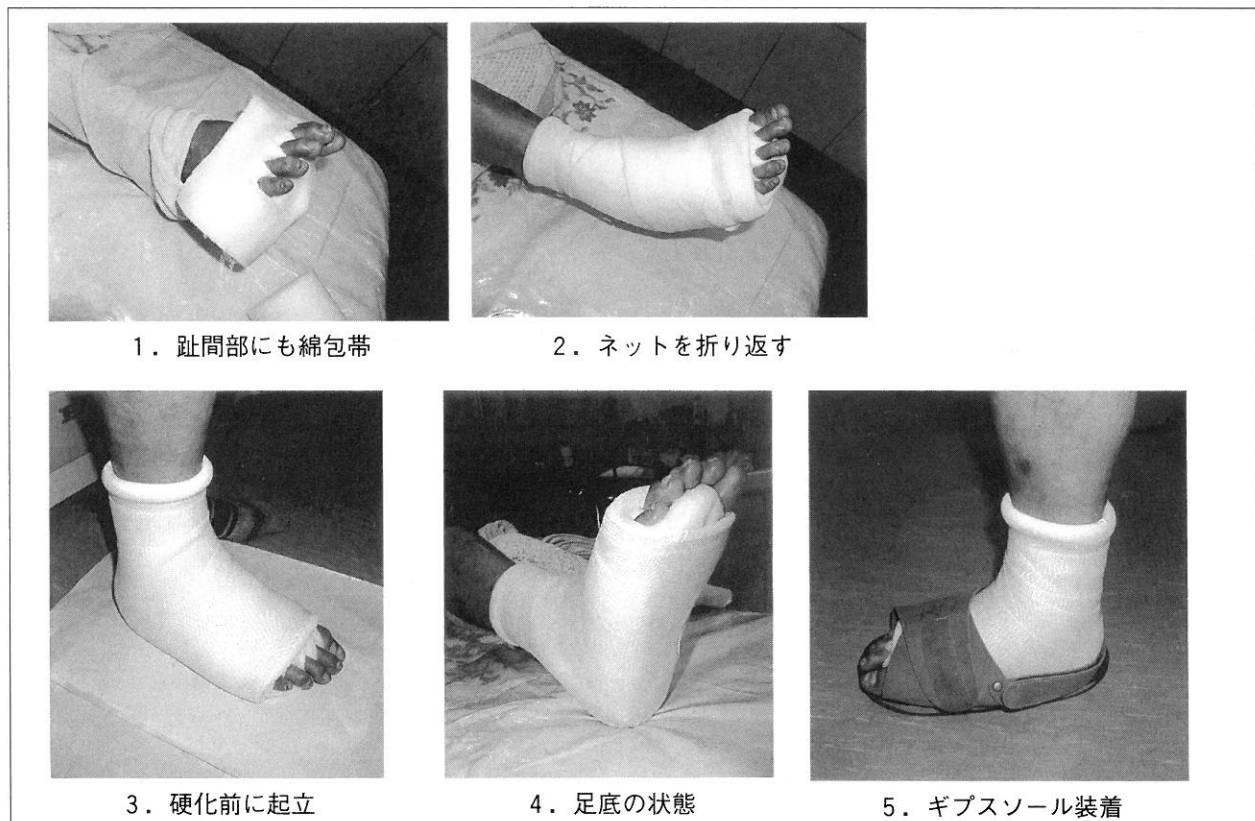 1．趾間部にも綿包帯
2．ネットを折り返す
3．硬化前に起立
4．足底の状態
5．ギプスソール装着